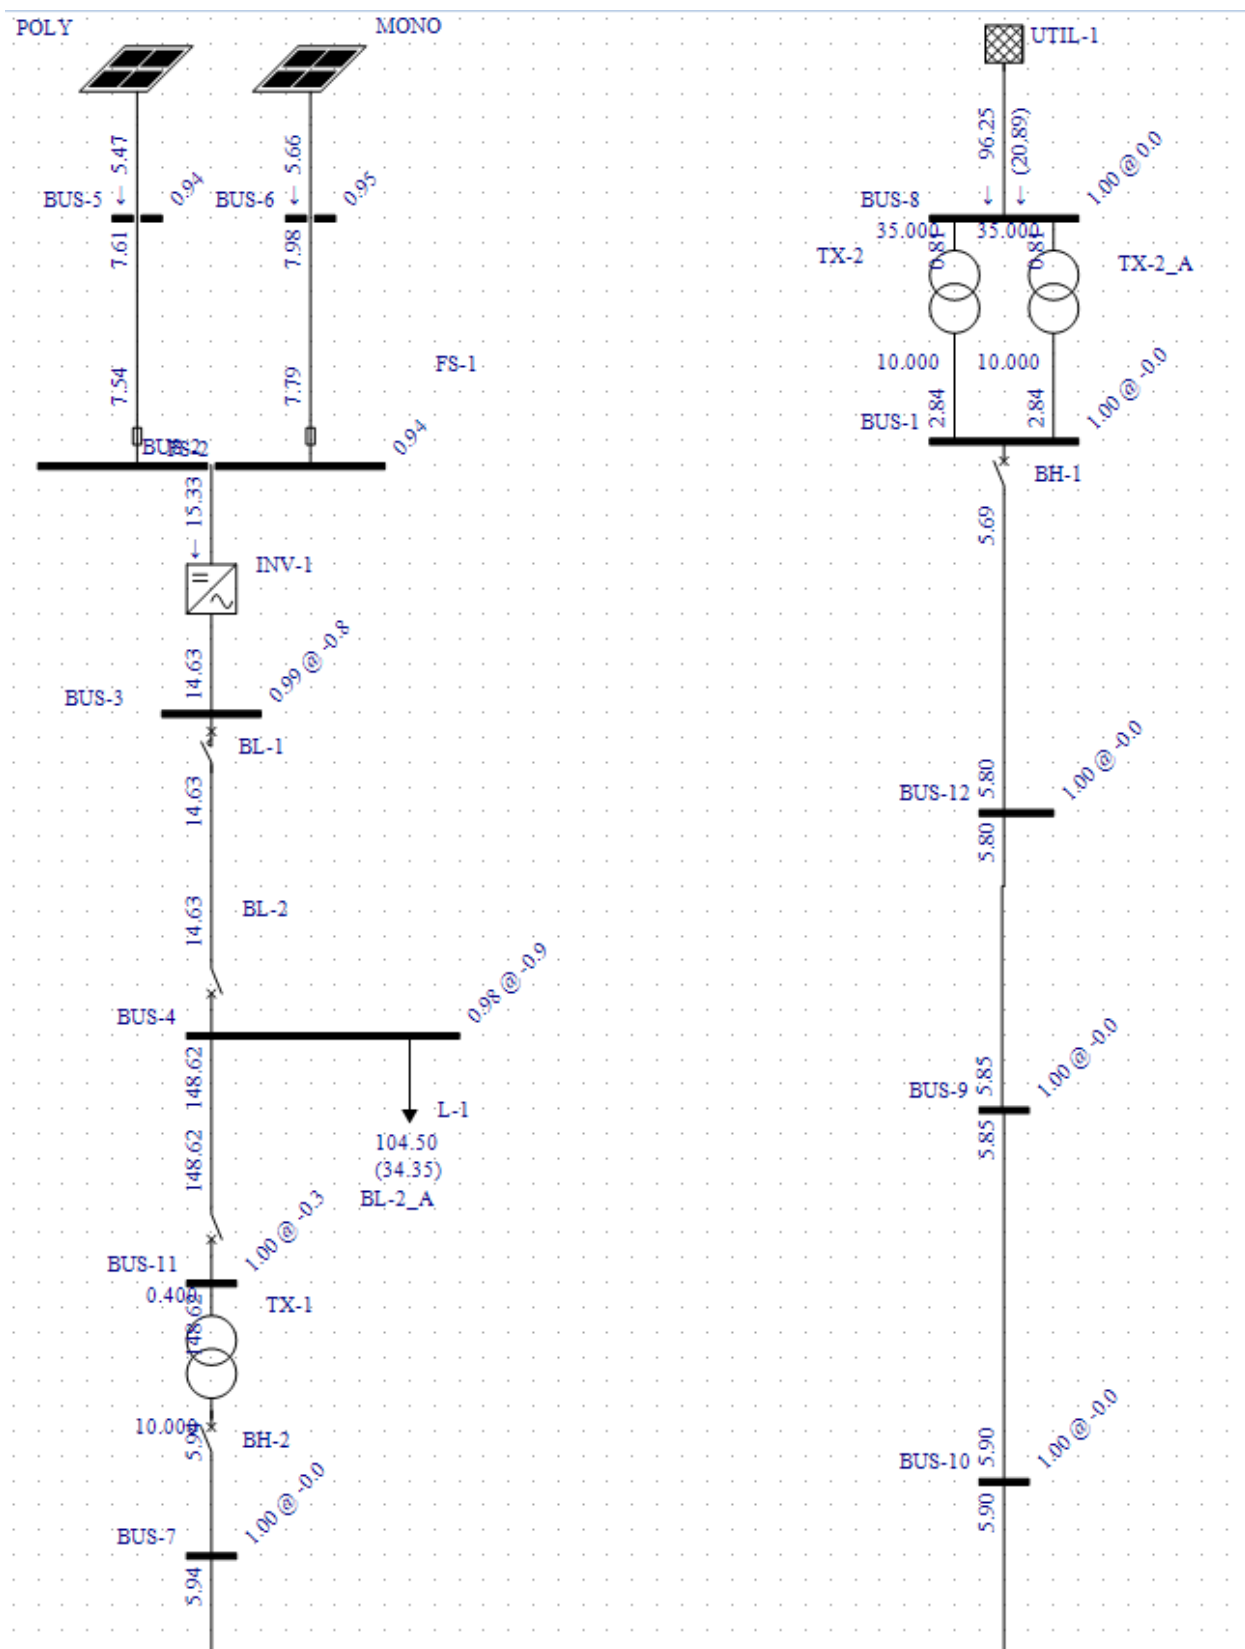 POLY
MONO
5.47
5.66
BUS-5
↓
0.94
BUS-6
↓
0.95
7.61
7.98
7.54
7.79
FS-1
BUS-2
FS-2
0.94
15.33
↓
INV-1
14.63
0.99 @ -0.8
BUS-3
BL-1
14.63
14.63
BL-2
BUS-4
0.98 @ -0.9
148.62
148.62
L-1
104.50
(34.35)
BL-2_A
BUS-11
1.00 @ -0.3
0.400
148.62
TX-1
10.000
5.94
BH-2
BUS-7
1.00 @ -0.0
5.94
UTIL-1
96.25
(20.89)
↓
↓
BUS-8
1.00 @ 0.0
35.000
35.000
0.81
0.81
TX-2
TX-2_A
10.000
10.000
2.84
2.84
BUS-1
1.00 @ -0.0
BH-1
5.69
5.80
BUS-12
1.00 @ -0.0
5.80
5.85
BUS-9
1.00 @ -0.0
5.85
5.90
BUS-10
1.00 @ -0.0
5.90